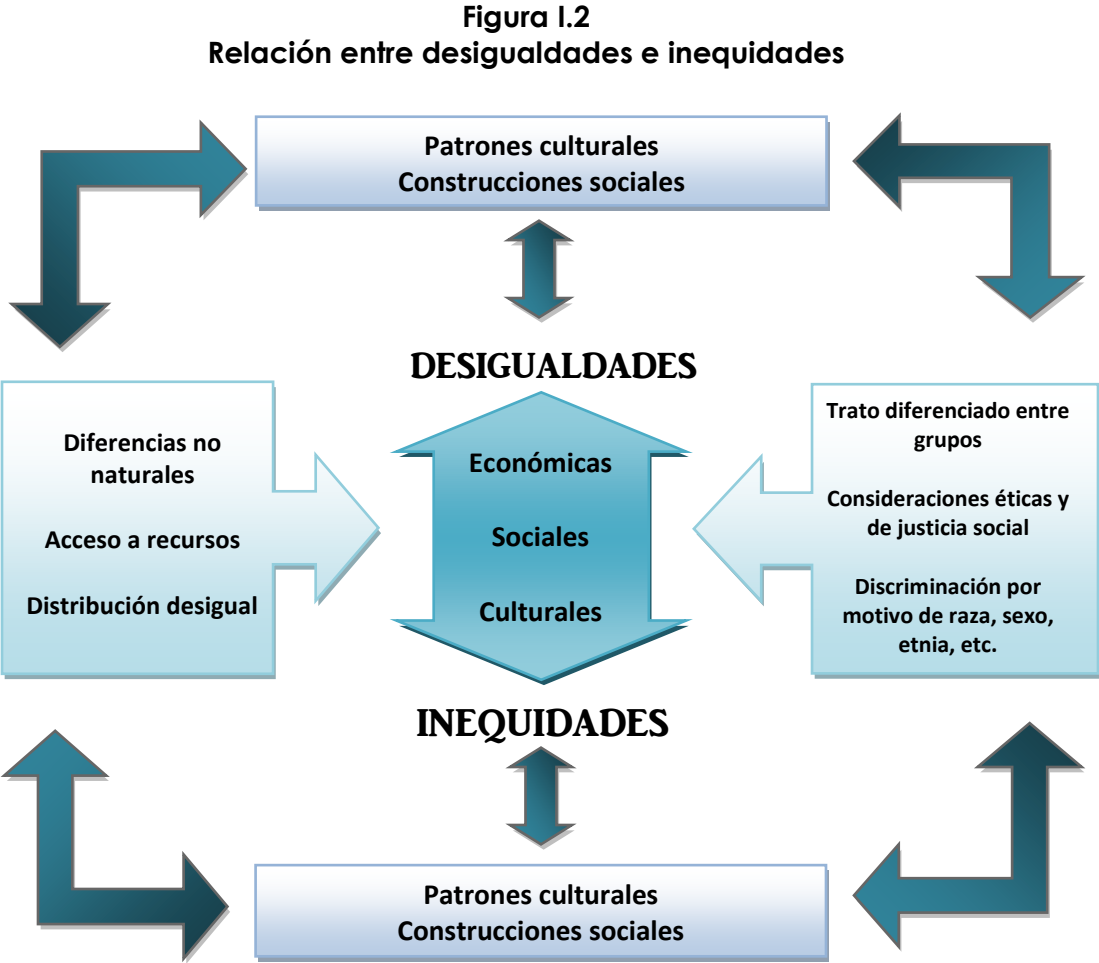 Figura I.2
Relación entre desigualdades e inequidades
Patrones culturales
Construcciones sociales
DESIGUALDADES
Diferencias no
naturales
Acceso a recursos
Distribución desigual
Económicas
Sociales
Culturales
Trato diferenciado entre
grupos
Consideraciones éticas y
de justicia social
Discriminación por
motivo de raza, sexo,
etnia, etc.
INEQUIDADES
Patrones culturales
Construcciones sociales